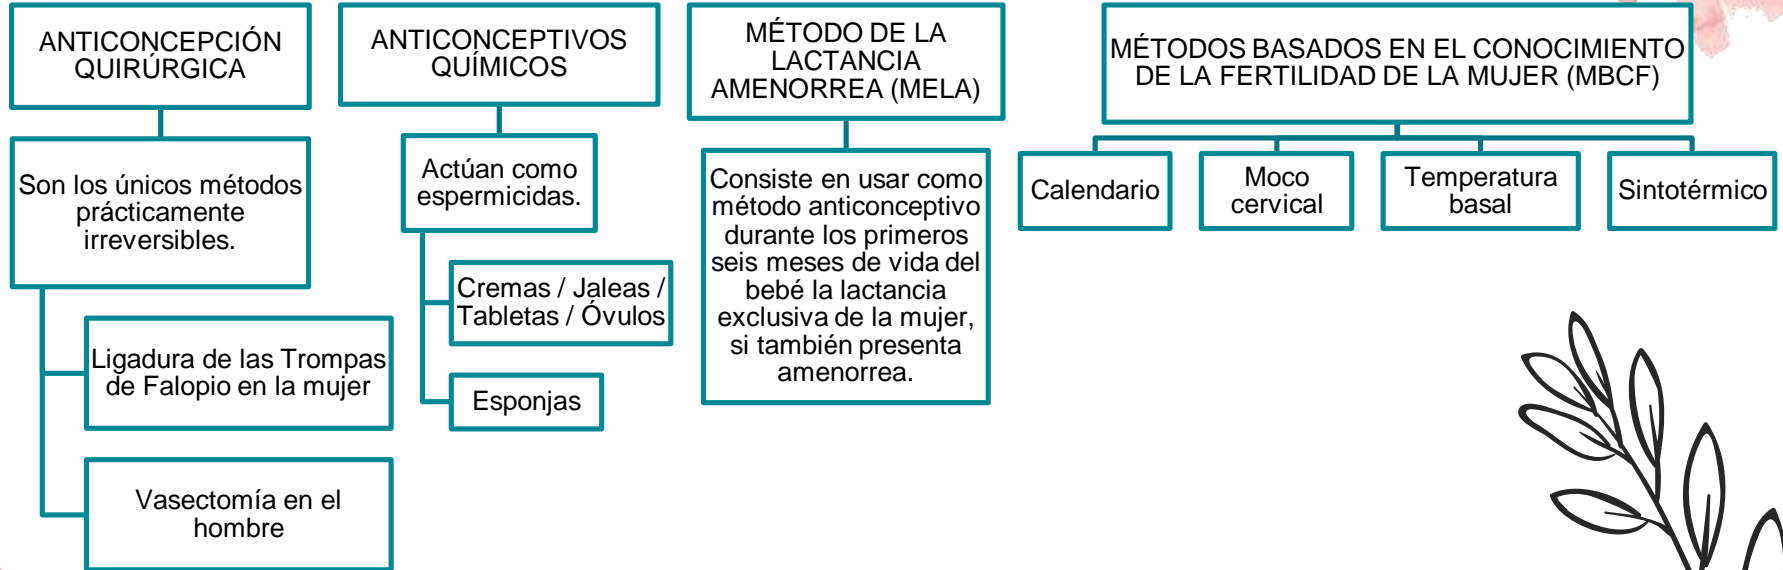 ANTICONCEPCIÓN
QUIRÚRGICA
Son los únicos métodos
prácticamente
irreversibles.
Ligadura de las Trompas
de Falopio en la mujer
Vasectomía en el
hombre
ANTICONCEPTIVOS
QUÍMICOS
Actúan como
espermicidas.
Cremas / Jaleas /
Tabletas / Óvulos
Esponjas
MÉTODO DE LA
LACTANCIA
AMENORREA (MELA)
Consiste en usar como
método anticonceptivo
durante los primeros
seis meses de vida del
bebé la lactancia
exclusiva de la mujer,
si también presenta
amenorrea.
MÉTODOS BASADOS EN EL CONOCIMIENTO
DE LA FERTILIDAD DE LA MUJER (MBCF)
Calendario
Moco
cervical
Temperatura
basal
Sintotérmico